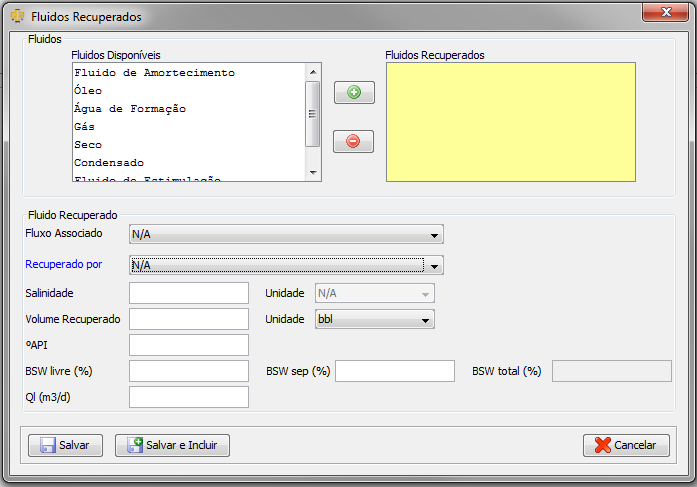 Fluidos Recuperados
Fluidos
Fluidos Disponíveis
Fluidos Recuperados
Fluido de Amortecimento
Óleo
Água de Formação
Gás
Seco
Condensado
Fluido de Estimulação
Fluido Recuperado
Fluxo Associado N/A
Recuperado por N/A
Salinidade Unidade N/A
Volume Recuperado Unidade bbl
ºAPI
BSW livre (%) BSW sep (%) BSW total (%)
Ql (m3/d)
Salvar Salvar e Incluir Cancelar